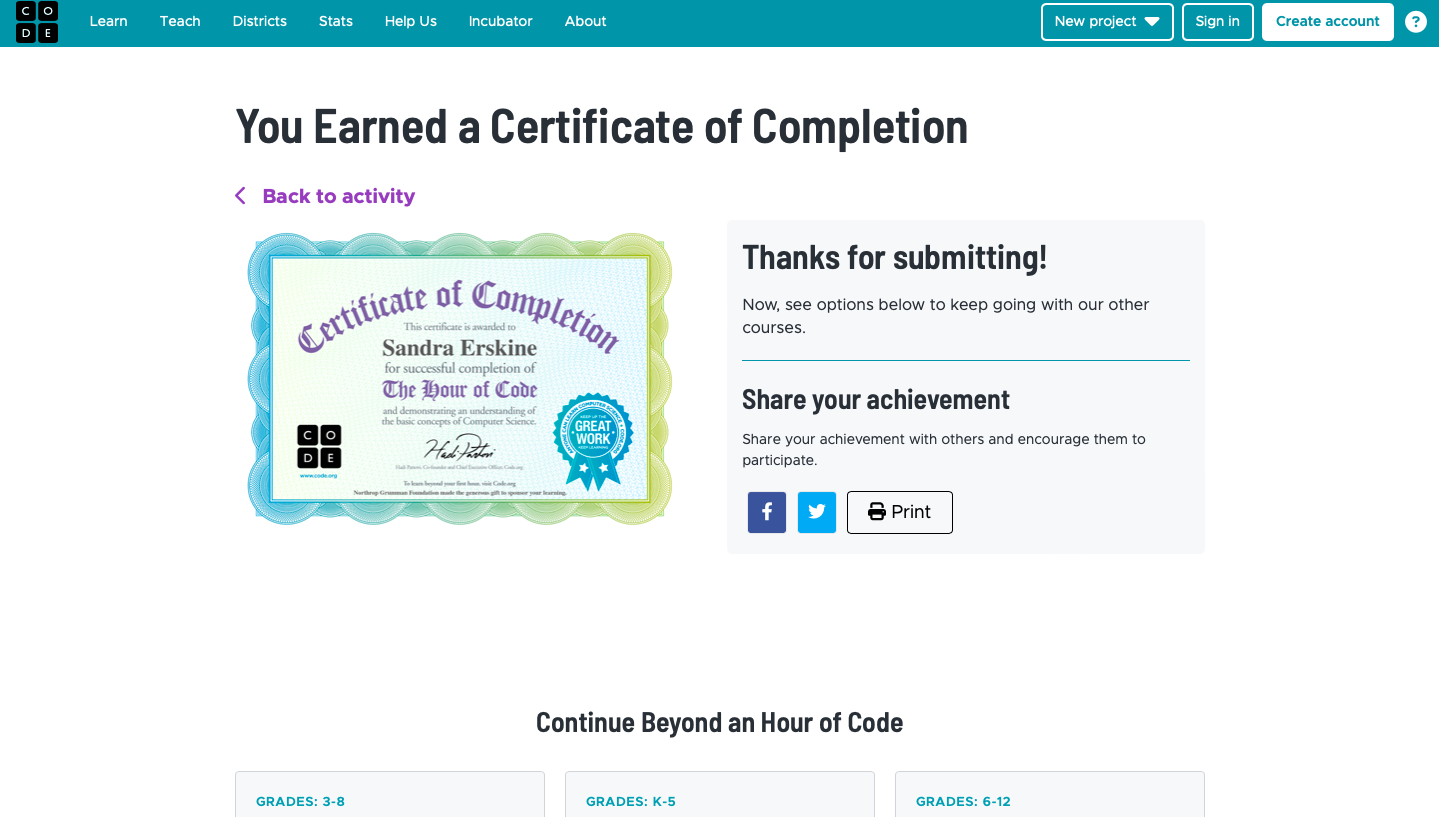 C O
D E
Learn Teach Districts Stats Help Us Incubator About New project Sign in Create account ?
You Earned a Certificate of Completion
Back to activity
Certificate of Completion
This certificate is awarded to
Sandra Erskine
for successful completion of
The Hour of Code
and demonstrating an understanding of
the basic concepts of Computer Science.
C O
D E
www.code.org
Hadi Partovi, Co-founder and Chief Executive Officer, Code.org
To learn beyond your first hour, visit Code.org
Northrop Grumman Foundation made the generous gift to sponsor your learning.
KEEP UP THE
GREAT
WORK
KEEP LEARNING
Thanks for submitting!
Now, see options below to keep going with our other
courses.
Share your achievement
Share your achievement with others and encourage them to
participate.
Print
Continue Beyond an Hour of Code
GRADES: 3-8 GRADES: K-5 GRADES: 6-12